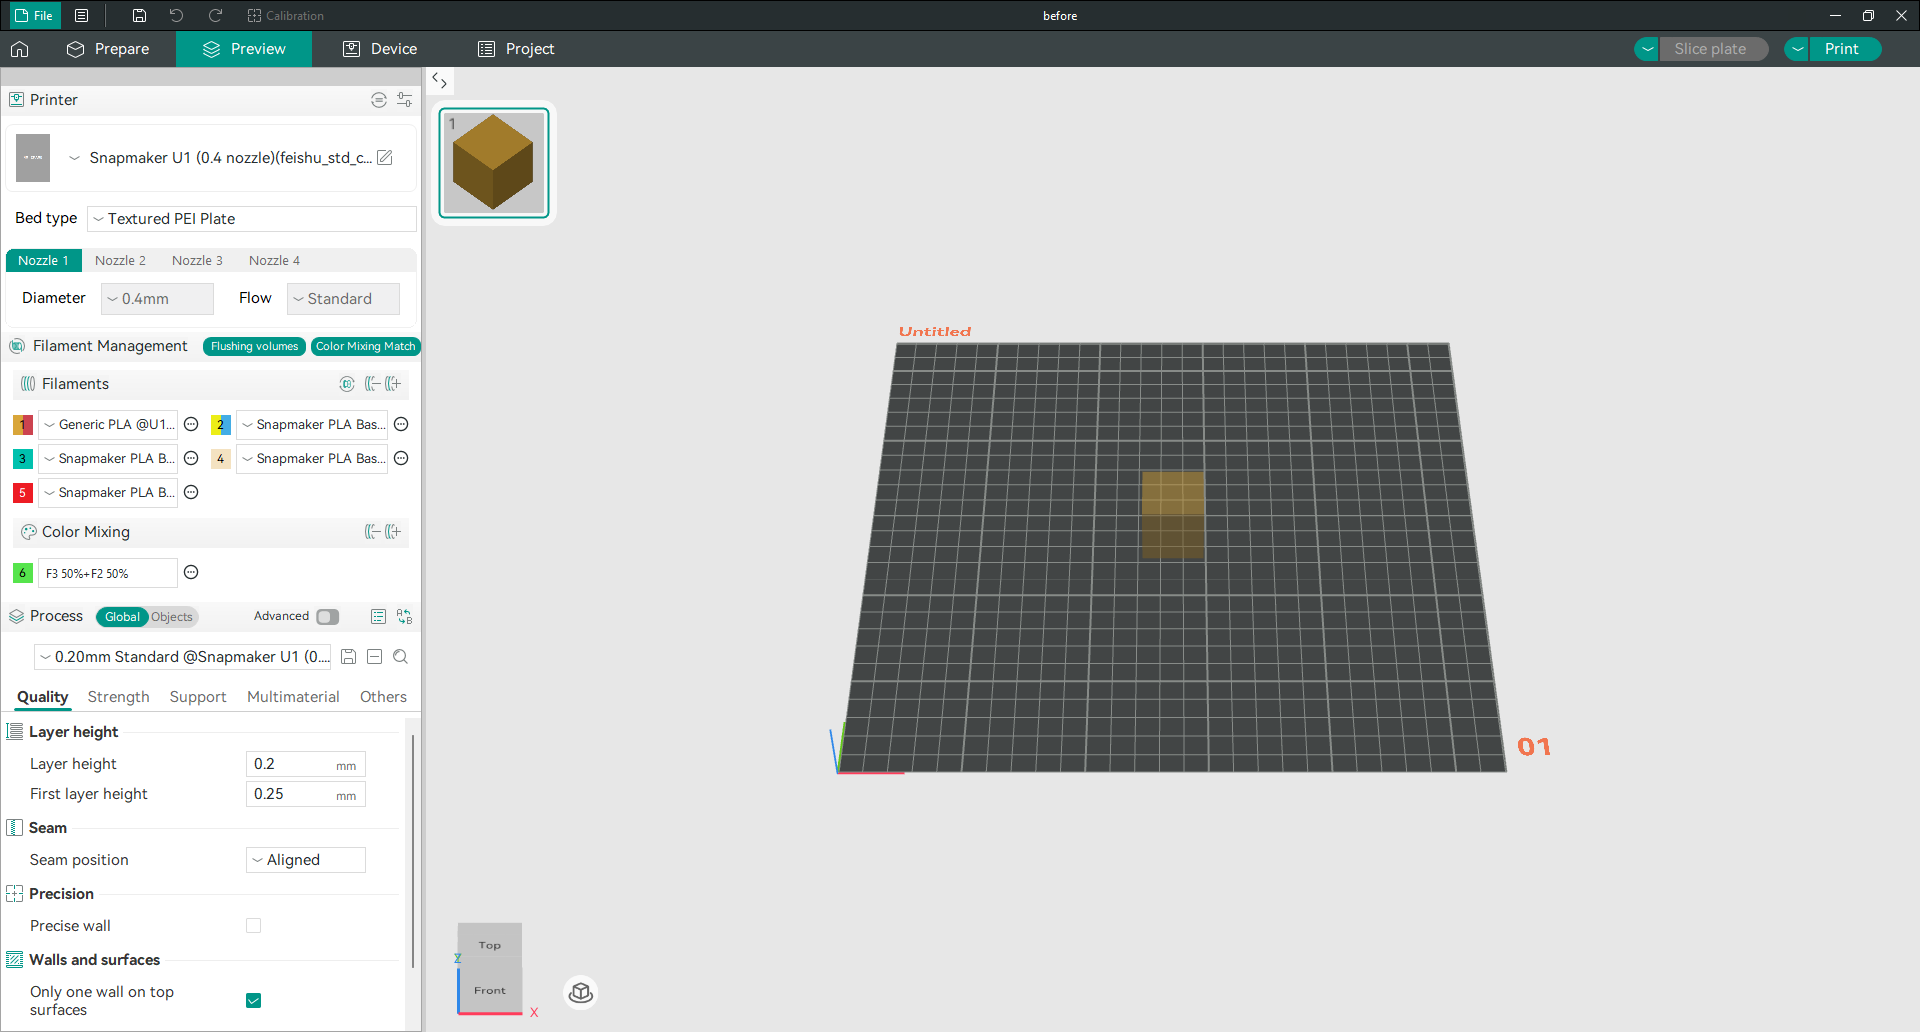 File
Calibration
before
Prepare
Preview
Device
Project
Slice plate
Print
Printer
Snapmaker U1 (0.4 nozzle)(feishu_std_c...
Bed type
Textured PEI Plate
Nozzle 1
Nozzle 2
Nozzle 3
Nozzle 4
Diameter
0.4mm
Flow
Standard
Filament Management
Flushing volumes
Color Mixing Match
Filaments
1 Generic PLA @U1...
2 Snapmaker PLA Bas...
3 Snapmaker PLA B...
4 Snapmaker PLA Bas...
5 Snapmaker PLA B...
Color Mixing
6 F3 50%+F2 50%
Process
Global
Objects
Advanced
0.20mm Standard @Snapmaker U1 (0....
Quality
Strength
Support
Multimaterial
Others
Layer height
Layer height
0.2 mm
First layer height
0.25 mm
Seam
Seam position
Aligned
Precision
Precise wall
Walls and surfaces
Only one wall on top
surfaces
1
Untitled
01
Top
Z
Front
X